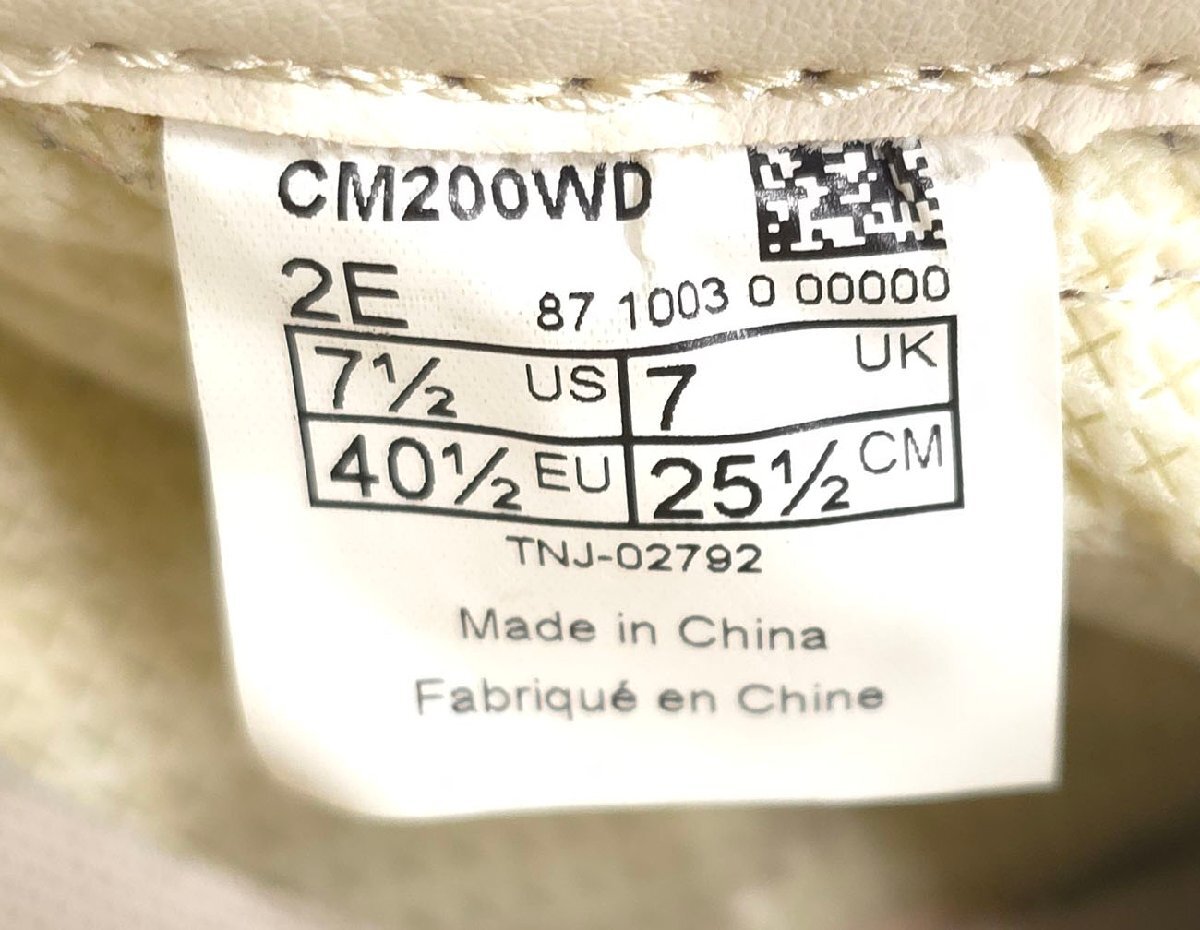 CM200WD
2E
87 1003 0 00000
7½ US 7 UK
40½ EU 25½ CM
TNJ-02792
Made in China
Fabriqué en Chine